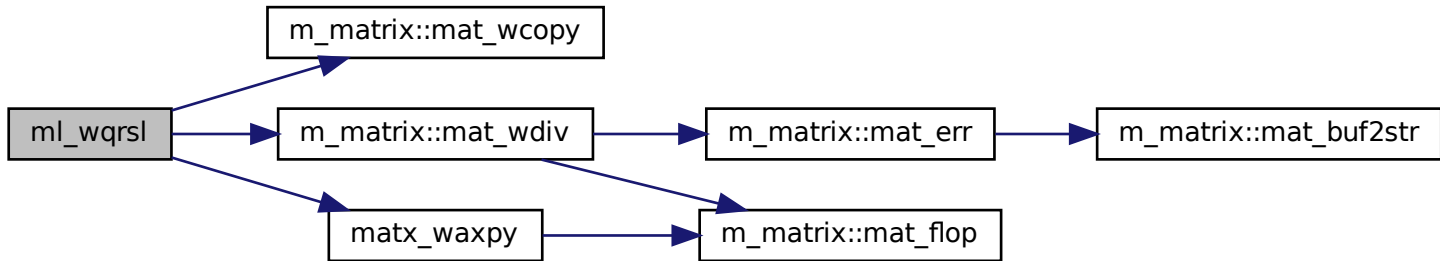 m_matrix::mat_wcopy
ml_wqrsl
m_matrix::mat_wdiv
m_matrix::mat_err
m_matrix::mat_buf2str
matx_waxpy
m_matrix::mat_flop